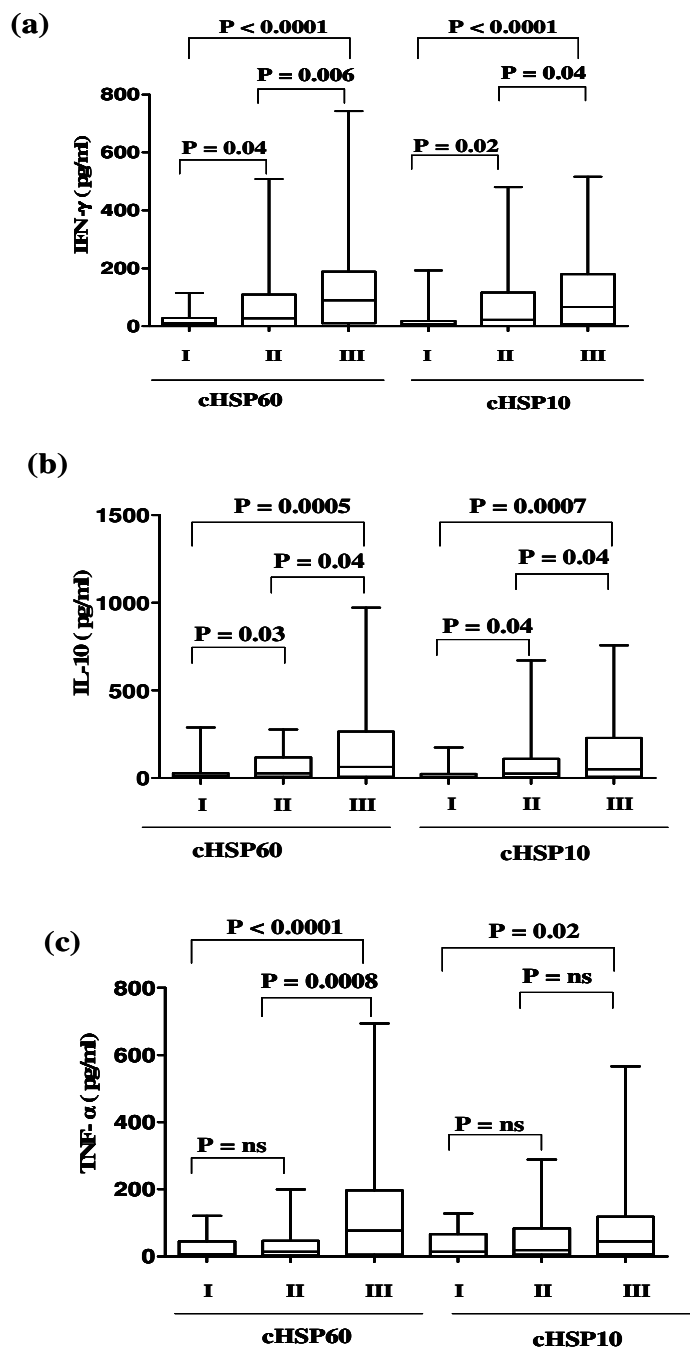 (a)
P < 0.0001 P < 0.0001
P = 0.006 P = 0.04
P = 0.04 P = 0.02
IFN-γ ( pg/ml)
800
600
400
200
0
I II III I II III
cHSP60 cHSP10
(b)
P = 0.0005 P = 0.0007
P = 0.04 P = 0.04
P = 0.03 P = 0.04
IL-10 ( pg/ml)
1500
1000
500
0
I II III I II III
cHSP60 cHSP10
(c)
P < 0.0001 P = 0.02
P = 0.0008 P = ns
P = ns P = ns
TNF- α ( pg/ml)
800
600
400
200
0
I II III I II III
cHSP60 cHSP10